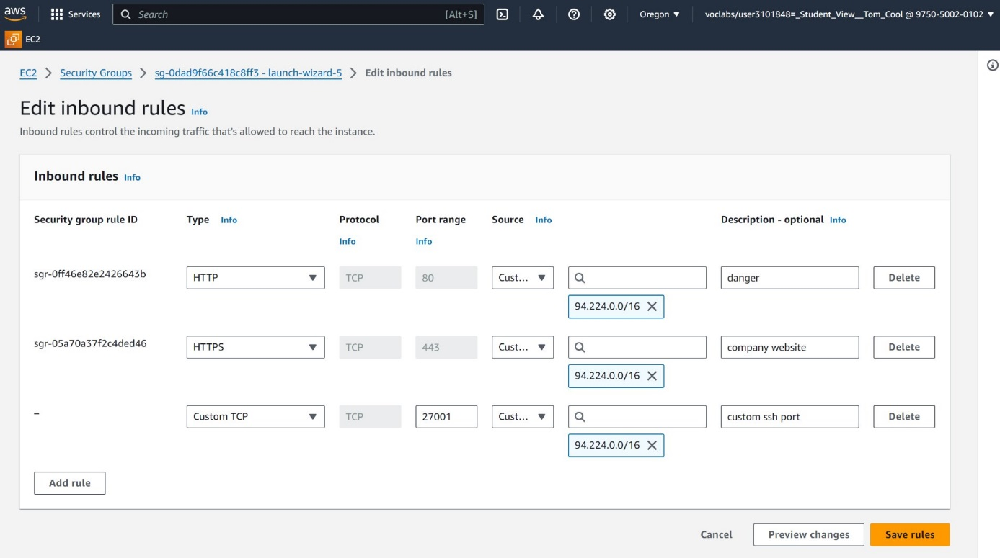 aws Services Search [Alt+S] Oregon voclabs/user3101848=_Student_View__Tom_Cool @ 9750-5002-0102
EC2
EC2 > Security Groups > sg-0dad9f66c418c8ff3 - launch-wizard-5 > Edit inbound rules
Edit inbound rules Info
Inbound rules control the incoming traffic that's allowed to reach the instance.
Inbound rules Info
Security group rule ID Type Info Protocol Port range Source Info Description - optional Info
Info Info
sgr-0ff46e82e2426643b HTTP TCP 80 Cust... danger Delete
94.224.0.0/16
sgr-05a70a37f2c4ded46 HTTPS TCP 443 Cust... company website Delete
94.224.0.0/16
– Custom TCP TCP 27001 Cust... custom ssh port Delete
94.224.0.0/16
Add rule
Cancel Preview changes Save rules